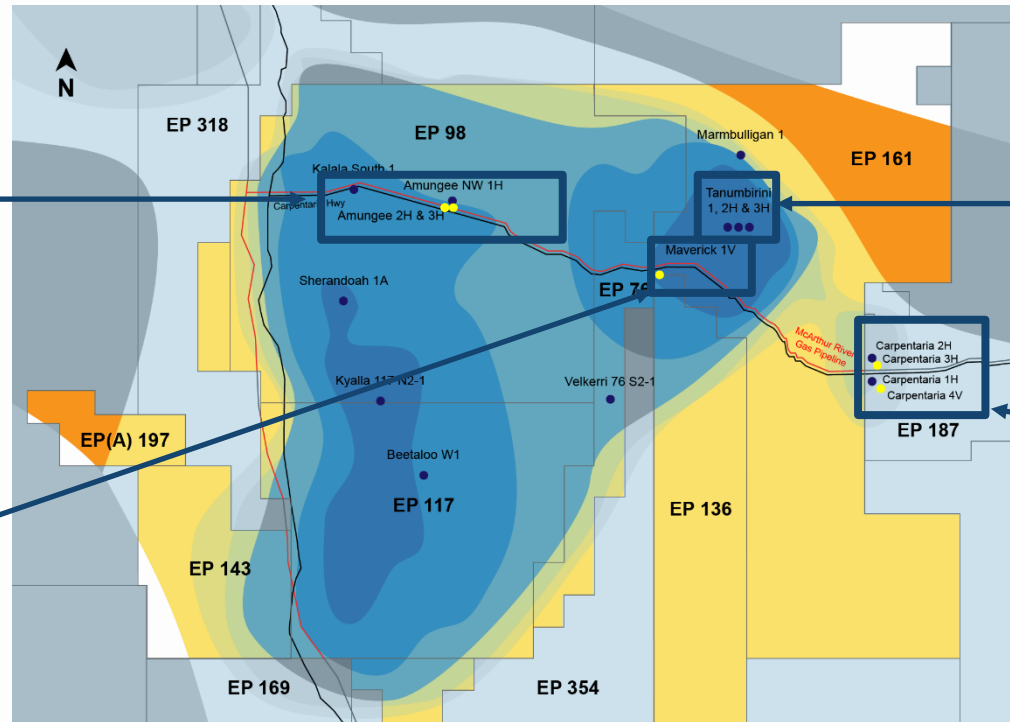 N
EP 318
EP 98
Marmbulligan 1
EP 161
Kalala South 1
Amungee NW 1H
Tanumbirini
1, 2H & 3H
Carpentaria Hwy
Amungee 2H & 3H
Maverick 1V
Sherandoah 1A
EP 76
McArthur River
Gas Pipeline
Carpentaria 2H
Carpentaria 3H
Carpentaria 1H
Carpentaria 4V
Kyalla 117 N2-1
Velkerri 76 S2-1
EP 187
EP(A) 197
Beetaloo W1
EP 117
EP 136
EP 143
EP 169
EP 354